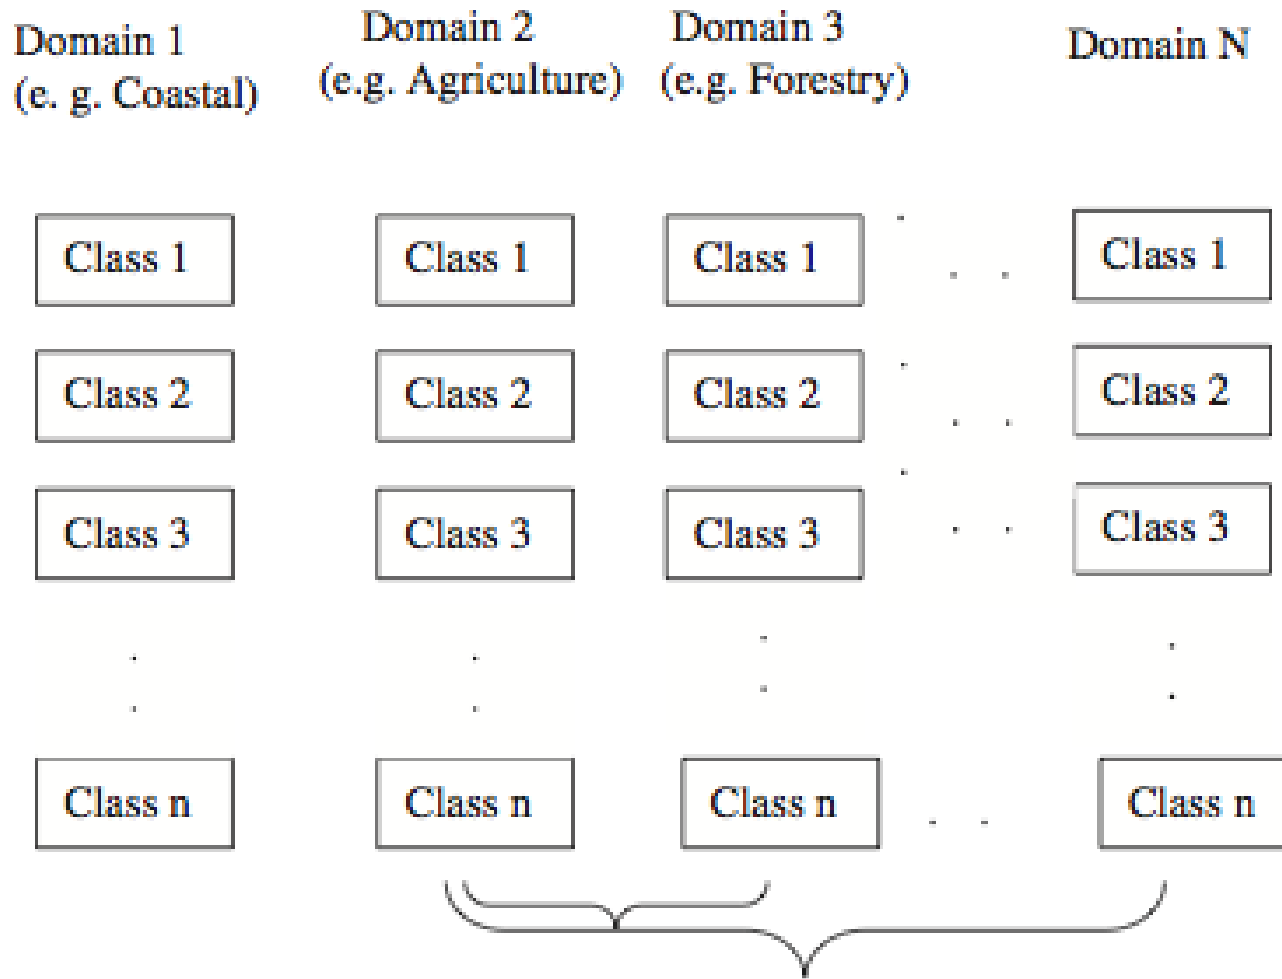 Domain 1
(e. g. Coastal)
Domain 2
(e.g. Agriculture)
Domain 3
(e.g. Forestry)
Domain N
Class 1
Class 1
Class 1
Class 1
Class 2
Class 2
Class 2
Class 2
Class 3
Class 3
Class 3
Class 3
Class n
Class n
Class n
Class n